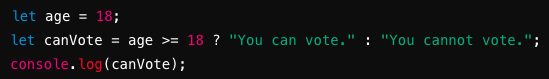 let age = 18;
let canVote = age >= 18 ? "You can vote." : "You cannot vote.";
console.log(canVote);